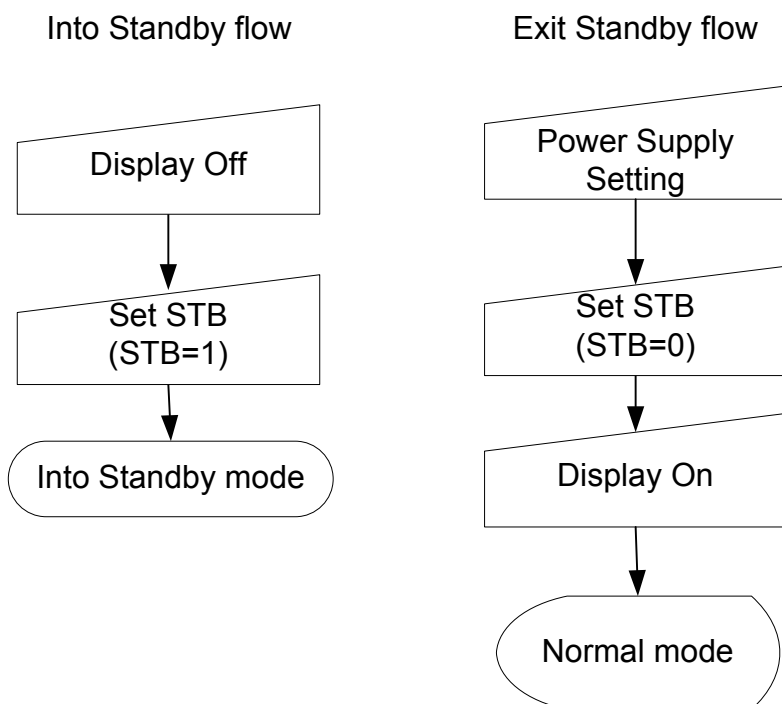 Into Standby flow
Display Off
Set STB
(STB=1)
Into Standby mode
Exit Standby flow
Power Supply
Setting
Set STB
(STB=0)
Display On
Normal mode